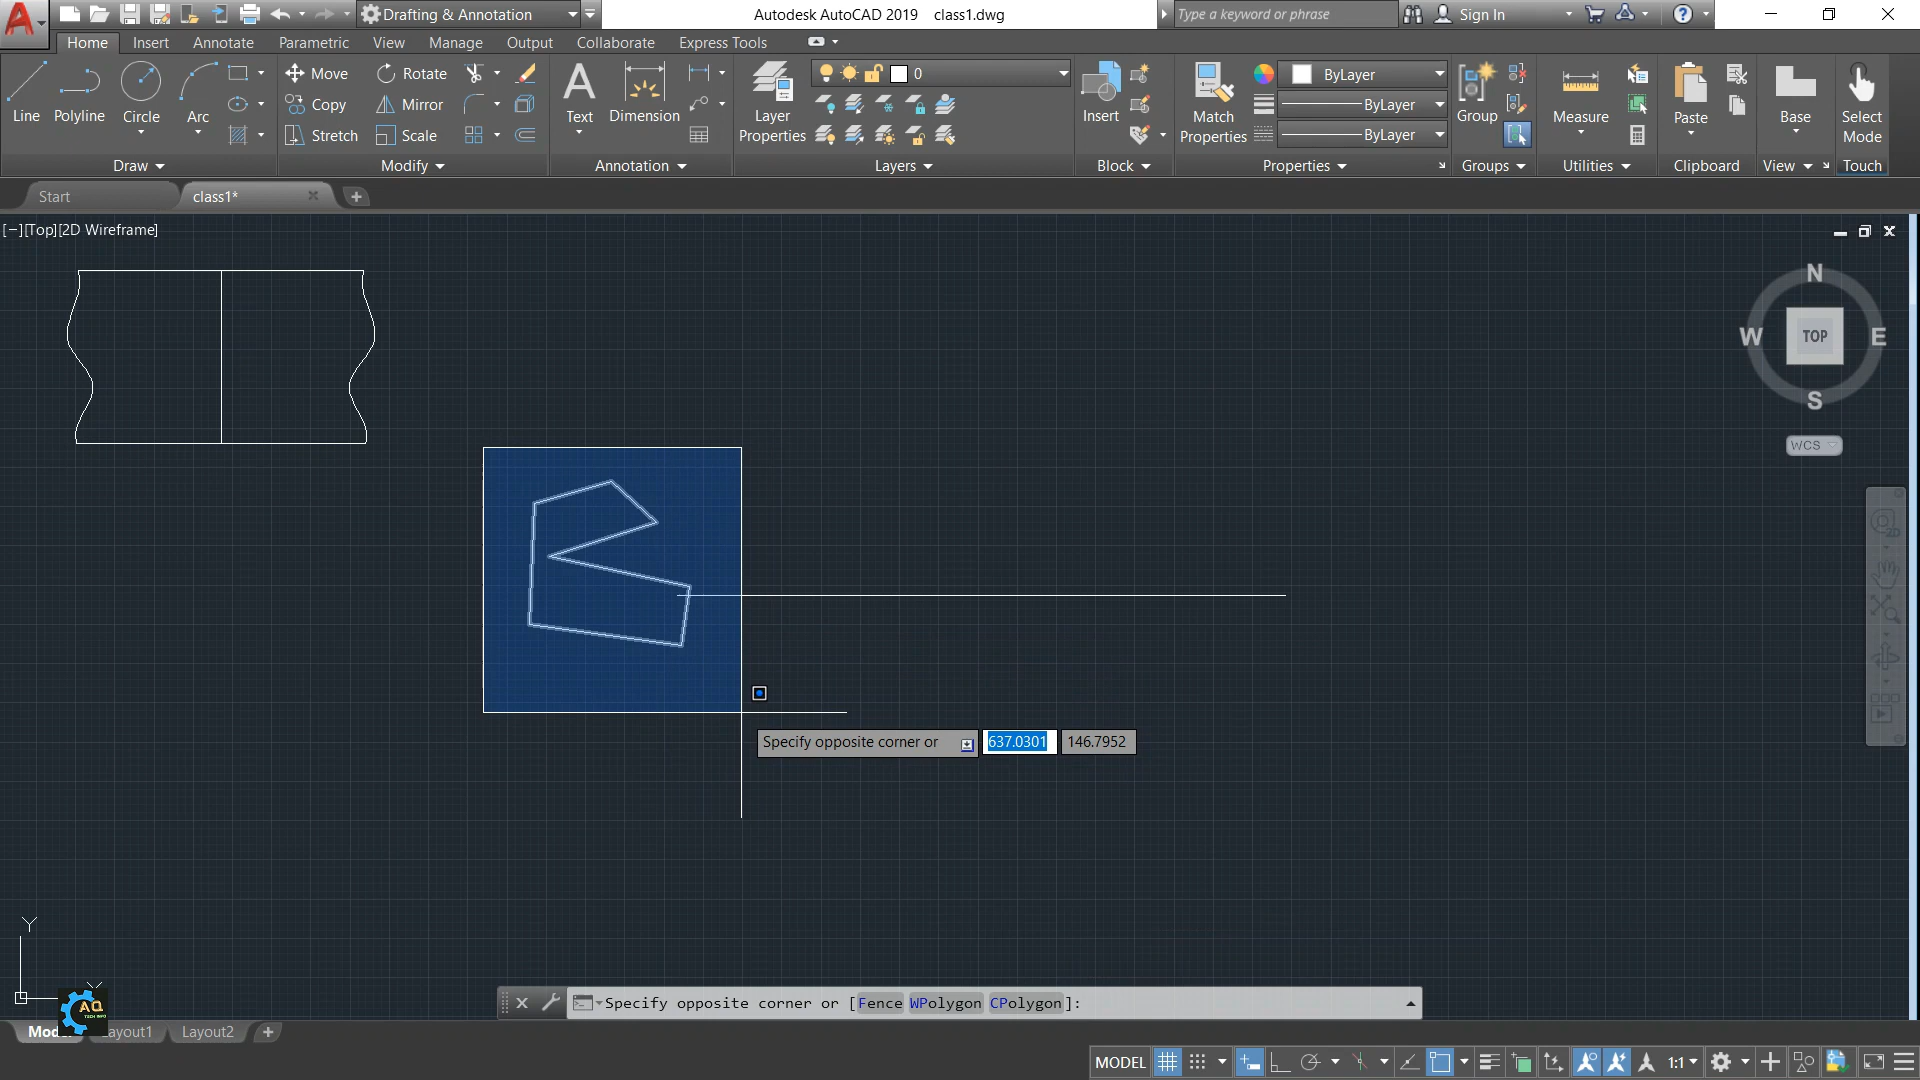 Drafting & Annotation
Autodesk AutoCAD 2019 class1.dwg
Type a keyword or phrase
Sign In
Home Insert Annotate Parametric View Manage Output Collaborate Express Tools
Line Polyline Circle Arc
Move Rotate
Copy Mirror
Stretch Scale
Text Dimension
Layer Properties
0
Insert
Match Properties
ByLayer
ByLayer
ByLayer
Group
Measure
Paste
Base
Select Mode
Draw Modify Annotation Layers Block Properties Groups Utilities Clipboard View Touch
Start class1*
[−][Top][2D Wireframe]
N
W TOP E
S
WCS
2D
Specify opposite corner or 637.0301 146.7952
Y
X
AQ
TECH INFO
Specify opposite corner or [Fence WPolygon CPolygon]:
Layout2
MODEL 1:1